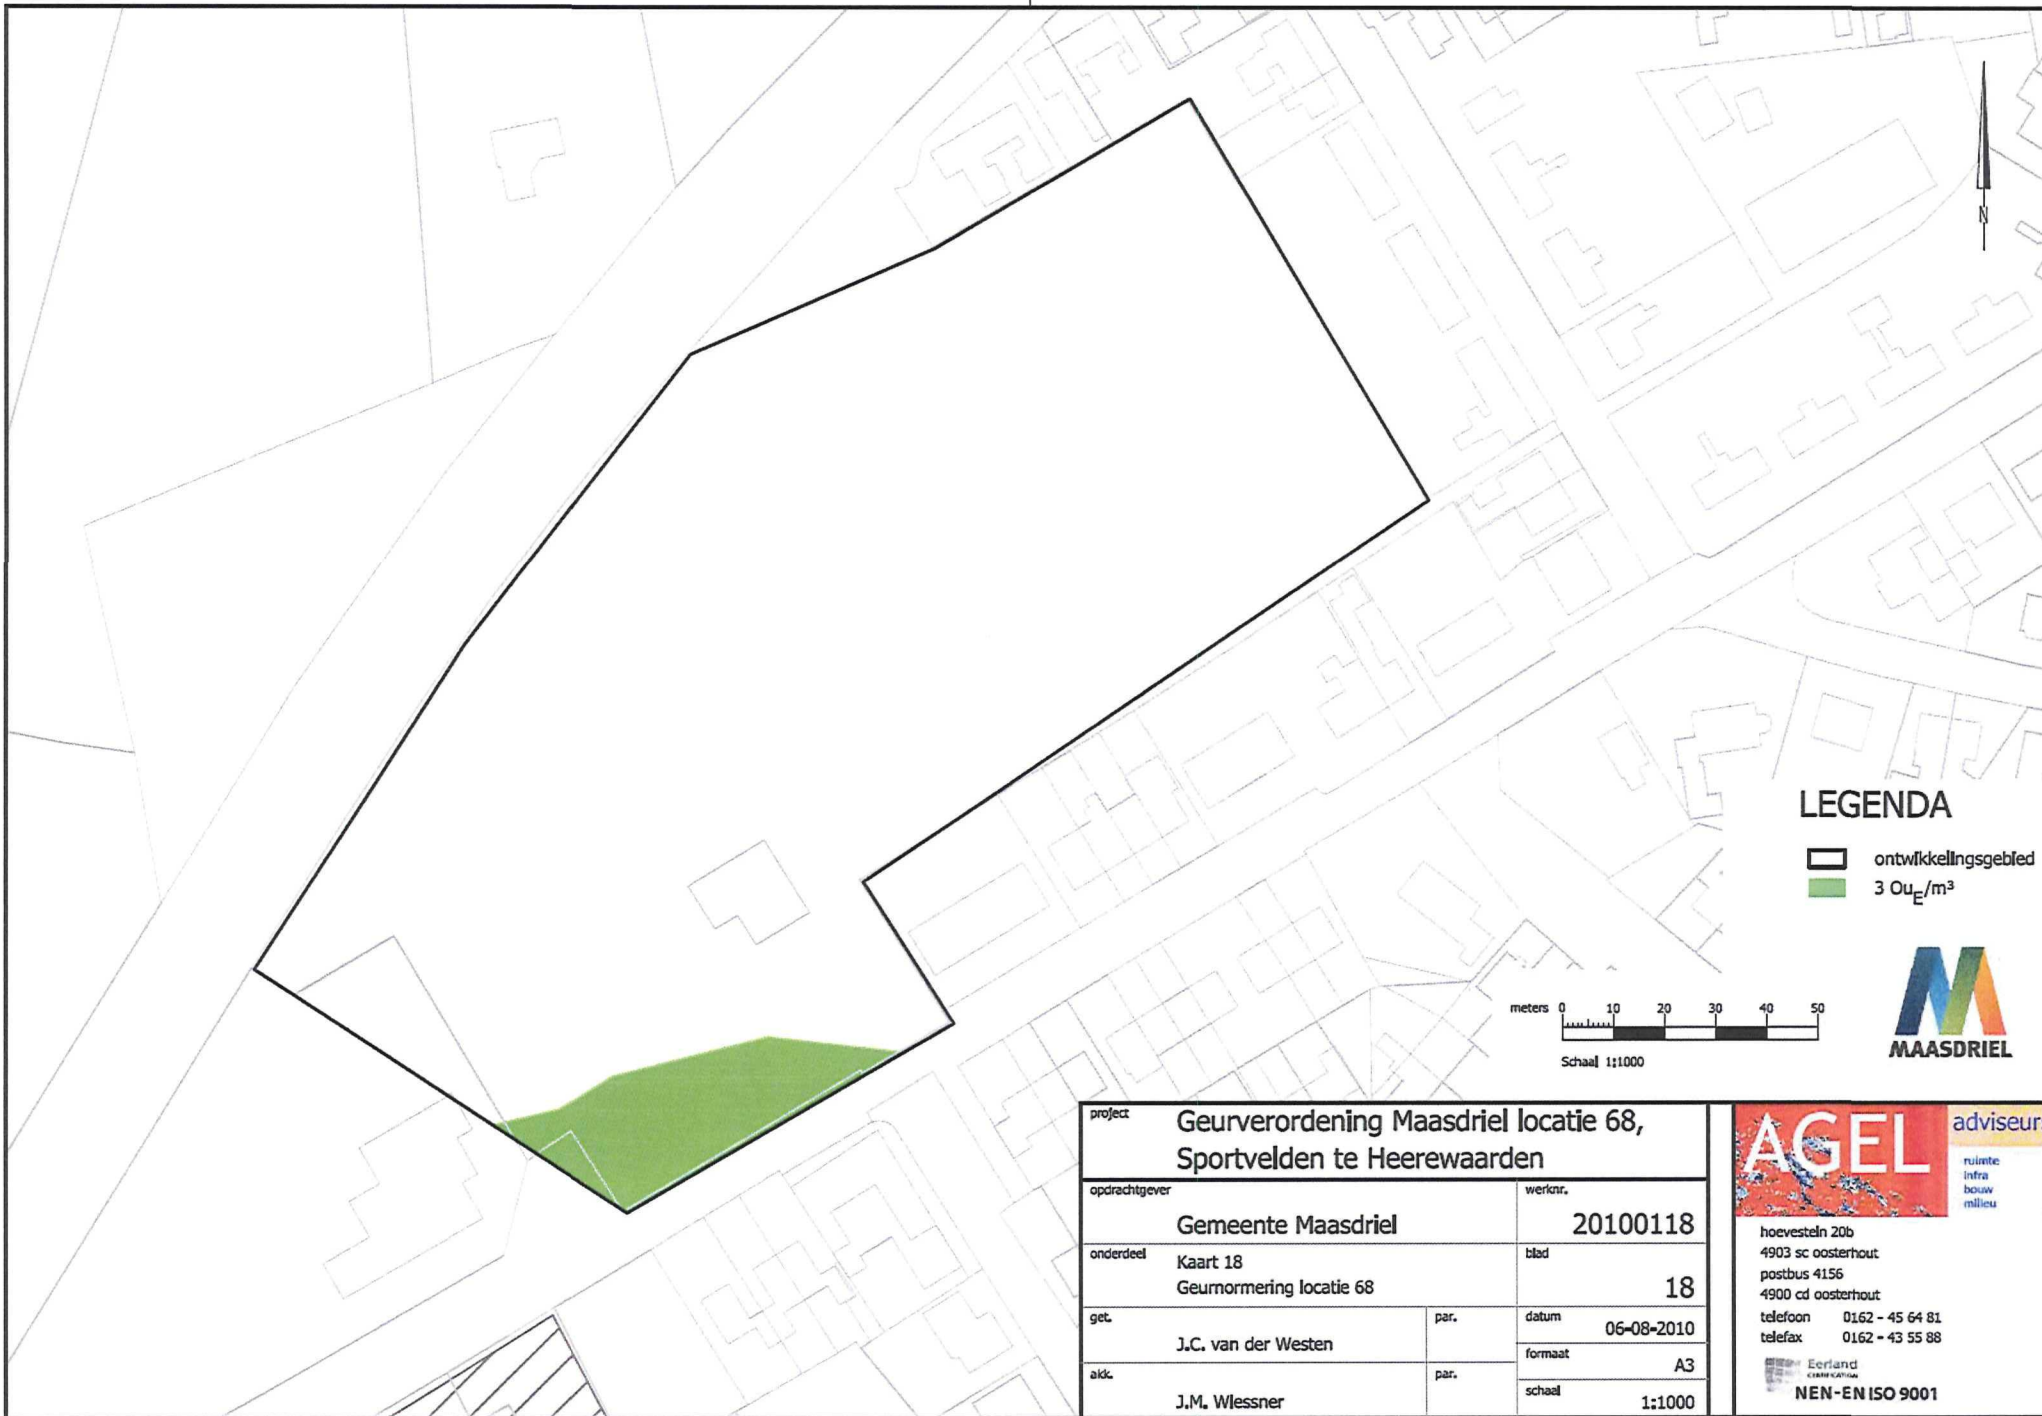 N
LEGENDA
ontwikkelingsgebied
3 Ou_E/m³
meters 0 10 20 30 40 50
Schaal 1:1000
MAASDRIEL
project
Geurverordening Maasdriel locatie 68,
Sportvelden te Heerewaarden
opdrachtgever
Gemeente Maasdriel
werknr.
20100118
onderdeel
Kaart 18
Geurnormering locatie 68
blad
18
get.
J.C. van der Westen
par.
datum
06-08-2010
formaat
A3
akk.
J.M. Wiessner
par.
schaal
1:1000
AGEL
adviseur
ruimte
infra
bouw
milieu
hoevestein 20b
4903 sc oosterhout
postbus 4156
4900 cd oosterhout
telefoon 0162 - 45 64 81
telefax 0162 - 43 55 88
Eerland
CERTIFICATION
NEN-EN ISO 9001